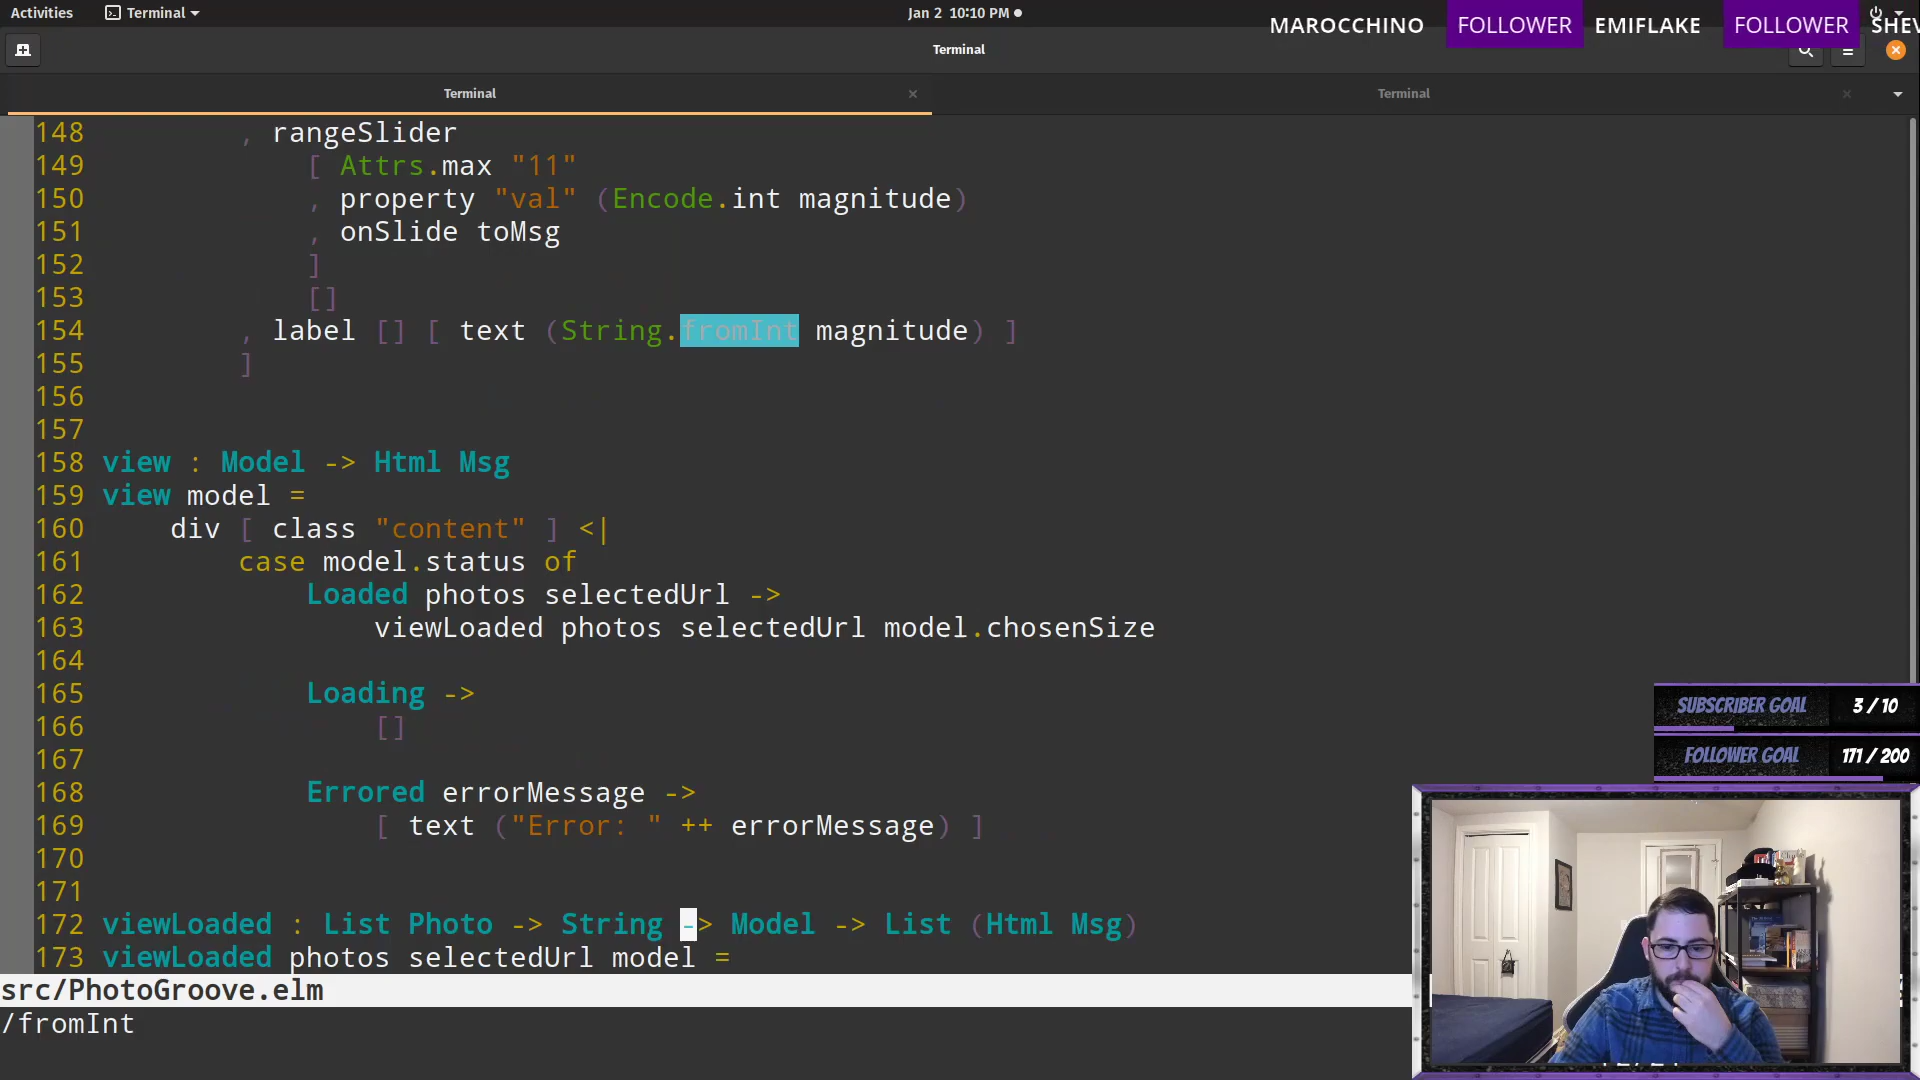 Activities
Terminal
Jan 2 10:10 PM
MAROCCHINO FOLLOWER EMIFLAKE FOLLOWER
Terminal
Terminal
Terminal
148 , rangeSlider
149 [ Attrs.max "11"
150 , property "val" (Encode.int magnitude)
151 , onSlide toMsg
152 ]
153 []
154 , label [] [ text (String.fromInt magnitude) ]
155 ]
156
157
158 view : Model -> Html Msg
159 view model =
160 div [ class "content" ] <|
161 case model.status of
162 Loaded photos selectedUrl ->
163 viewLoaded photos selectedUrl model.chosenSize
164
165 Loading ->
166 []
167
168 Errored errorMessage ->
169 [ text ("Error: " ++ errorMessage) ]
170
171
172 viewLoaded : List Photo -> String -> Model -> List (Html Msg)
173 viewLoaded photos selectedUrl model =
src/PhotoGroove.elm
/fromInt
SUBSCRIBER GOAL 3 / 10
FOLLOWER GOAL 171 / 200